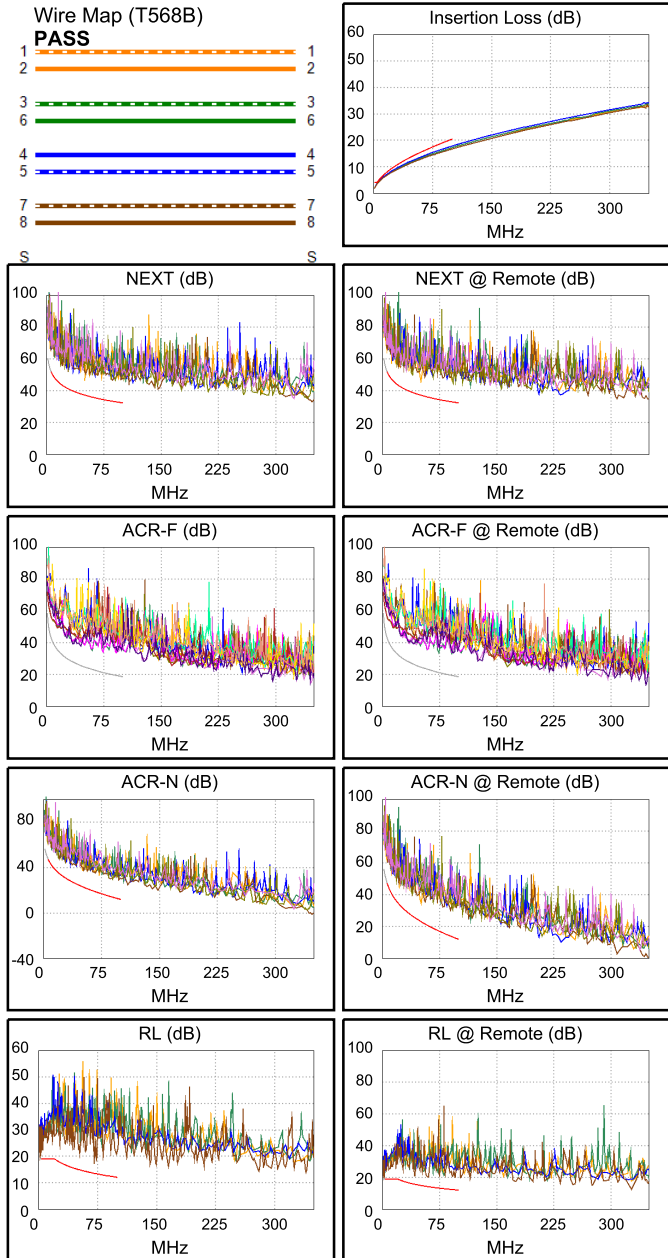 Wire Map (T568B)
PASS
1 1
2 2
3 3
6 6
4 4
5 5
7 7
8 8
S S
Insertion Loss (dB)
60
50
40
30
20
10
0
0 75 150 225 300
MHz
NEXT (dB)
100
80
60
40
20
0
0 75 150 225 300
MHz
NEXT @ Remote (dB)
100
80
60
40
20
0
0 75 150 225 300
MHz
ACR-F (dB)
100
80
60
40
20
0
0 75 150 225 300
MHz
ACR-F @ Remote (dB)
100
80
60
40
20
0
0 75 150 225 300
MHz
ACR-N (dB)
80
40
0
-40
0 75 150 225 300
MHz
ACR-N @ Remote (dB)
100
80
60
40
20
0
0 75 150 225 300
MHz
RL (dB)
60
50
40
30
20
10
0
0 75 150 225 300
MHz
RL @ Remote (dB)
100
80
60
40
20
0
0 75 150 225 300
MHz